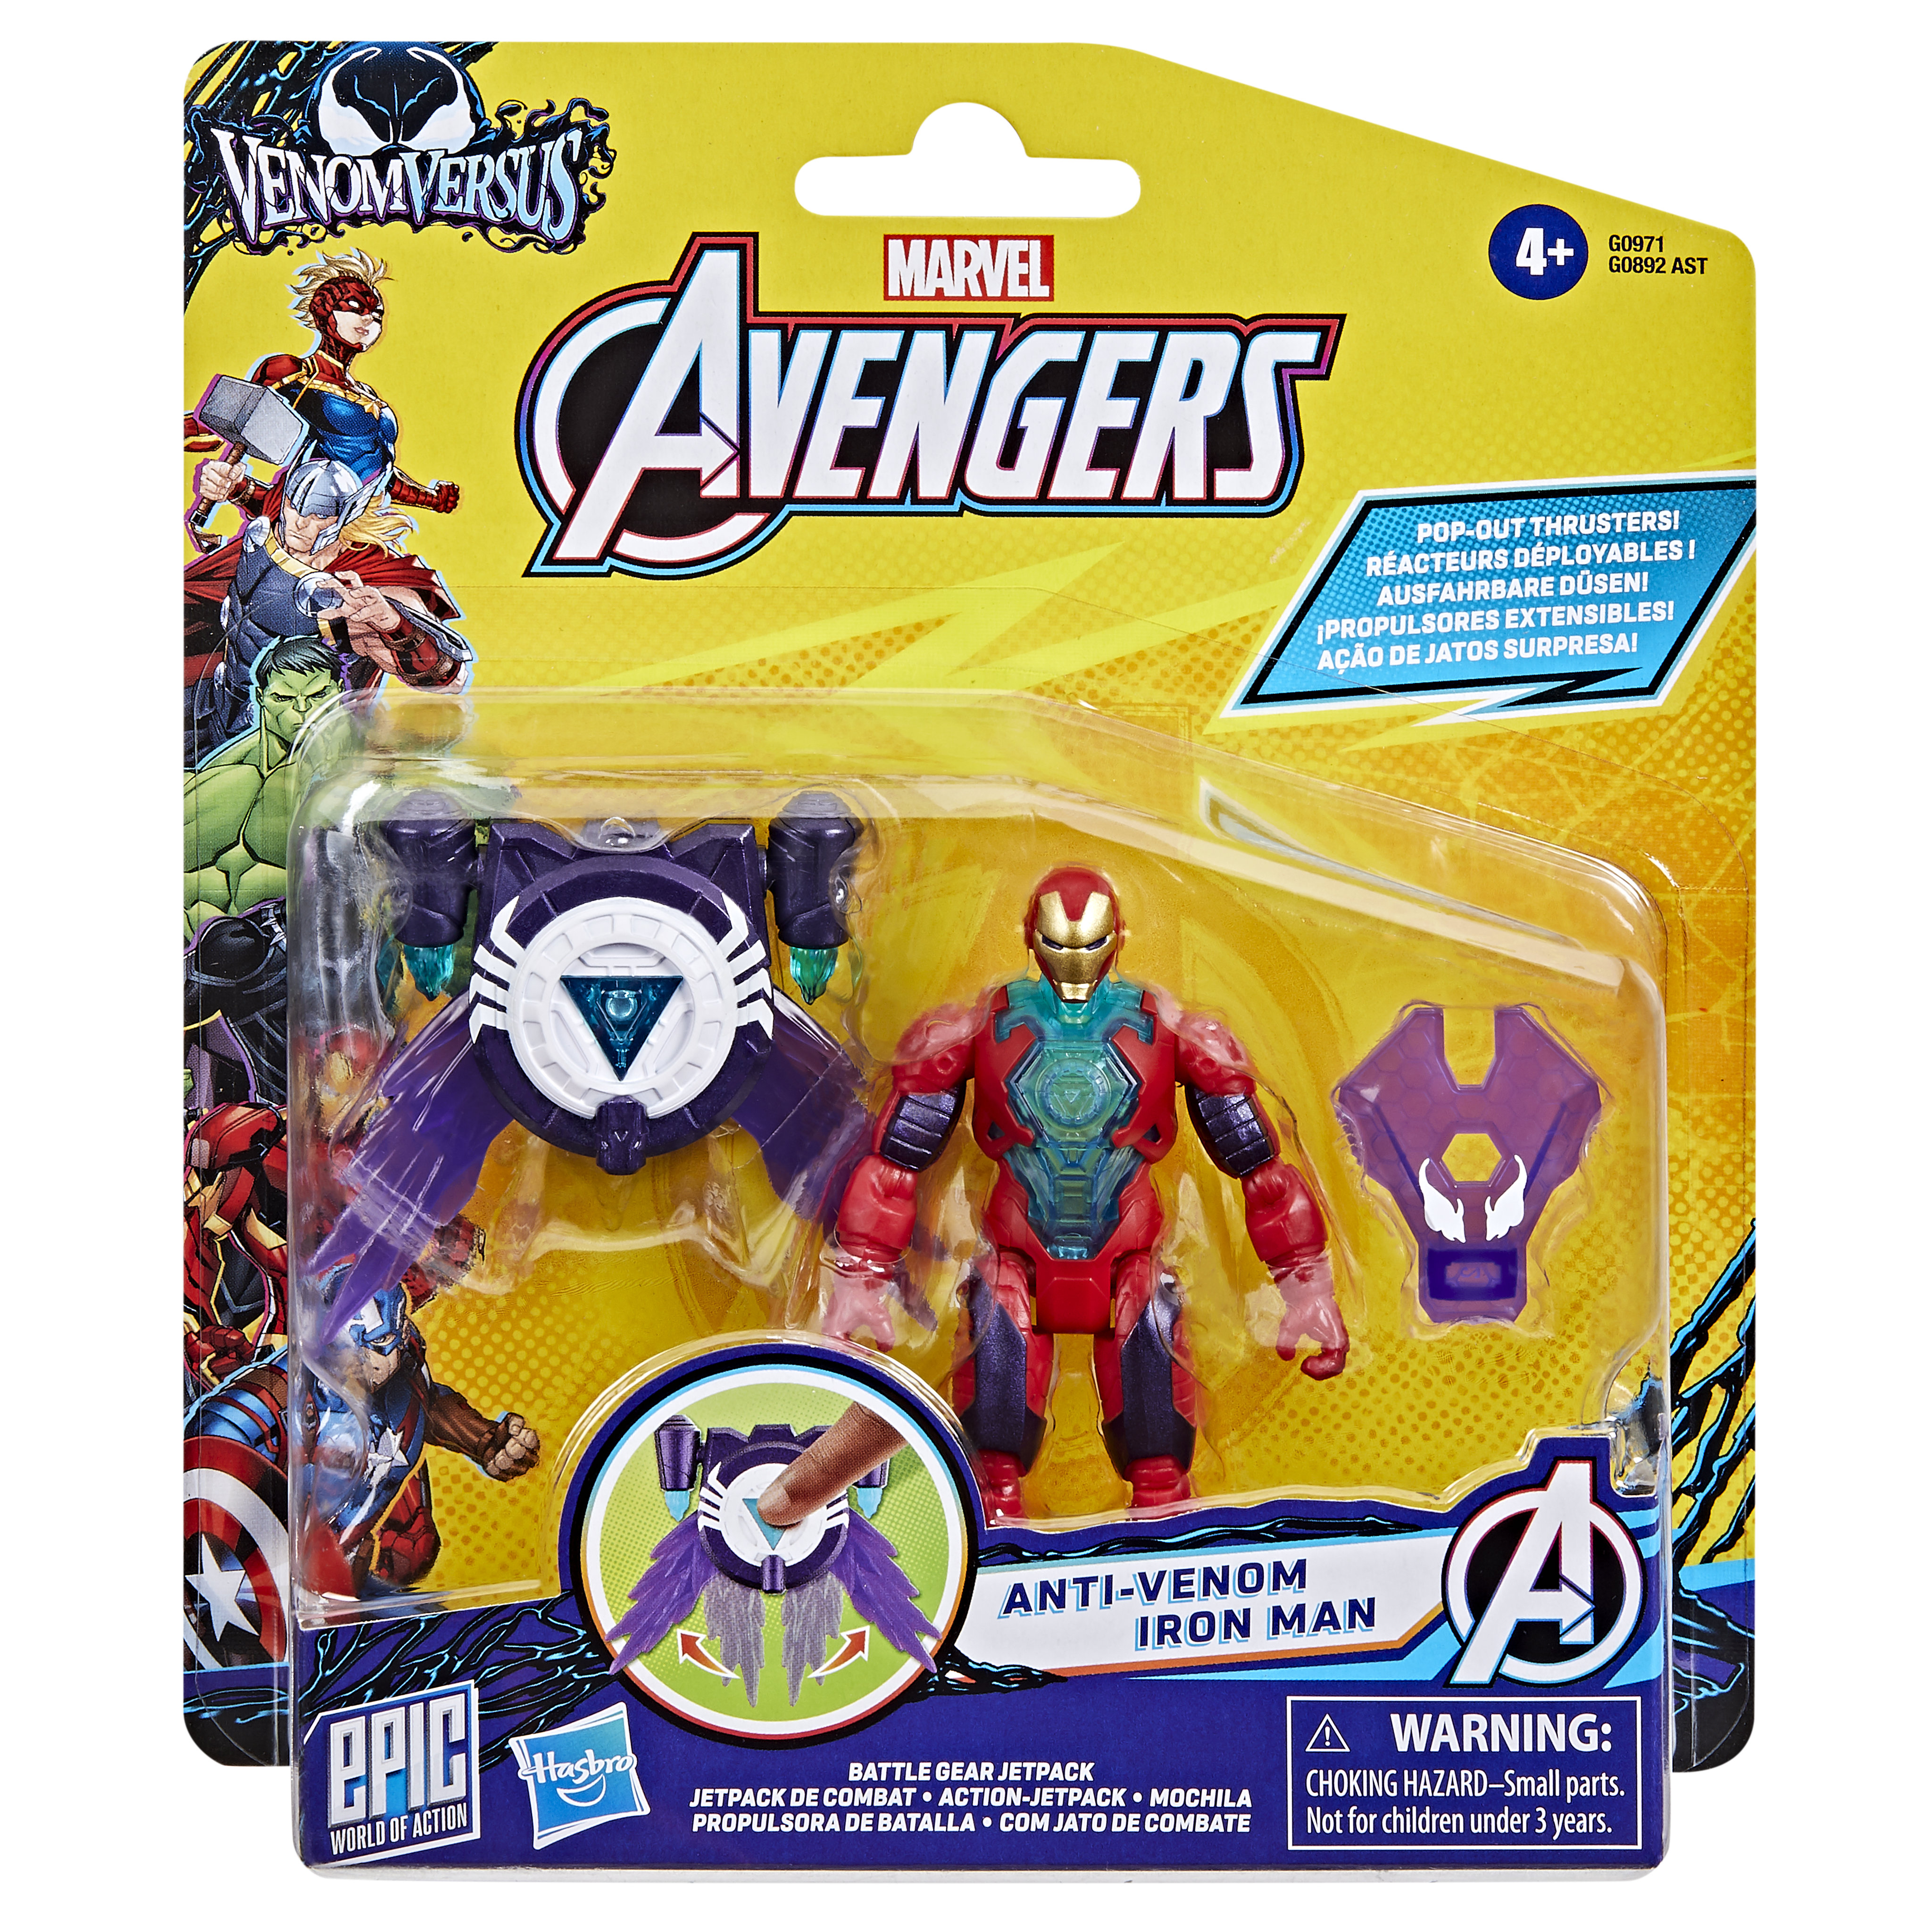 VENOMVERSUS
MARVEL
AVENGERS
4+
G0971
G0892 AST
POP-OUT THRUSTERS!
RÉACTEURS DÉPLOYABLES !
AUSFAHRBARE DÜSEN!
¡PROPULSORES EXTENSIBLES!
AÇÃO DE JATOS SURPRESA!
ANTI-VENOM
IRON MAN
EPIC
WORLD OF ACTION
Hasbro
BATTLE GEAR JETPACK
JETPACK DE COMBAT • ACTION-JETPACK • MOCHILA
PROPULSORA DE BATALLA • COM JATO DE COMBATE
WARNING:
CHOKING HAZARD–Small parts.
Not for children under 3 years.